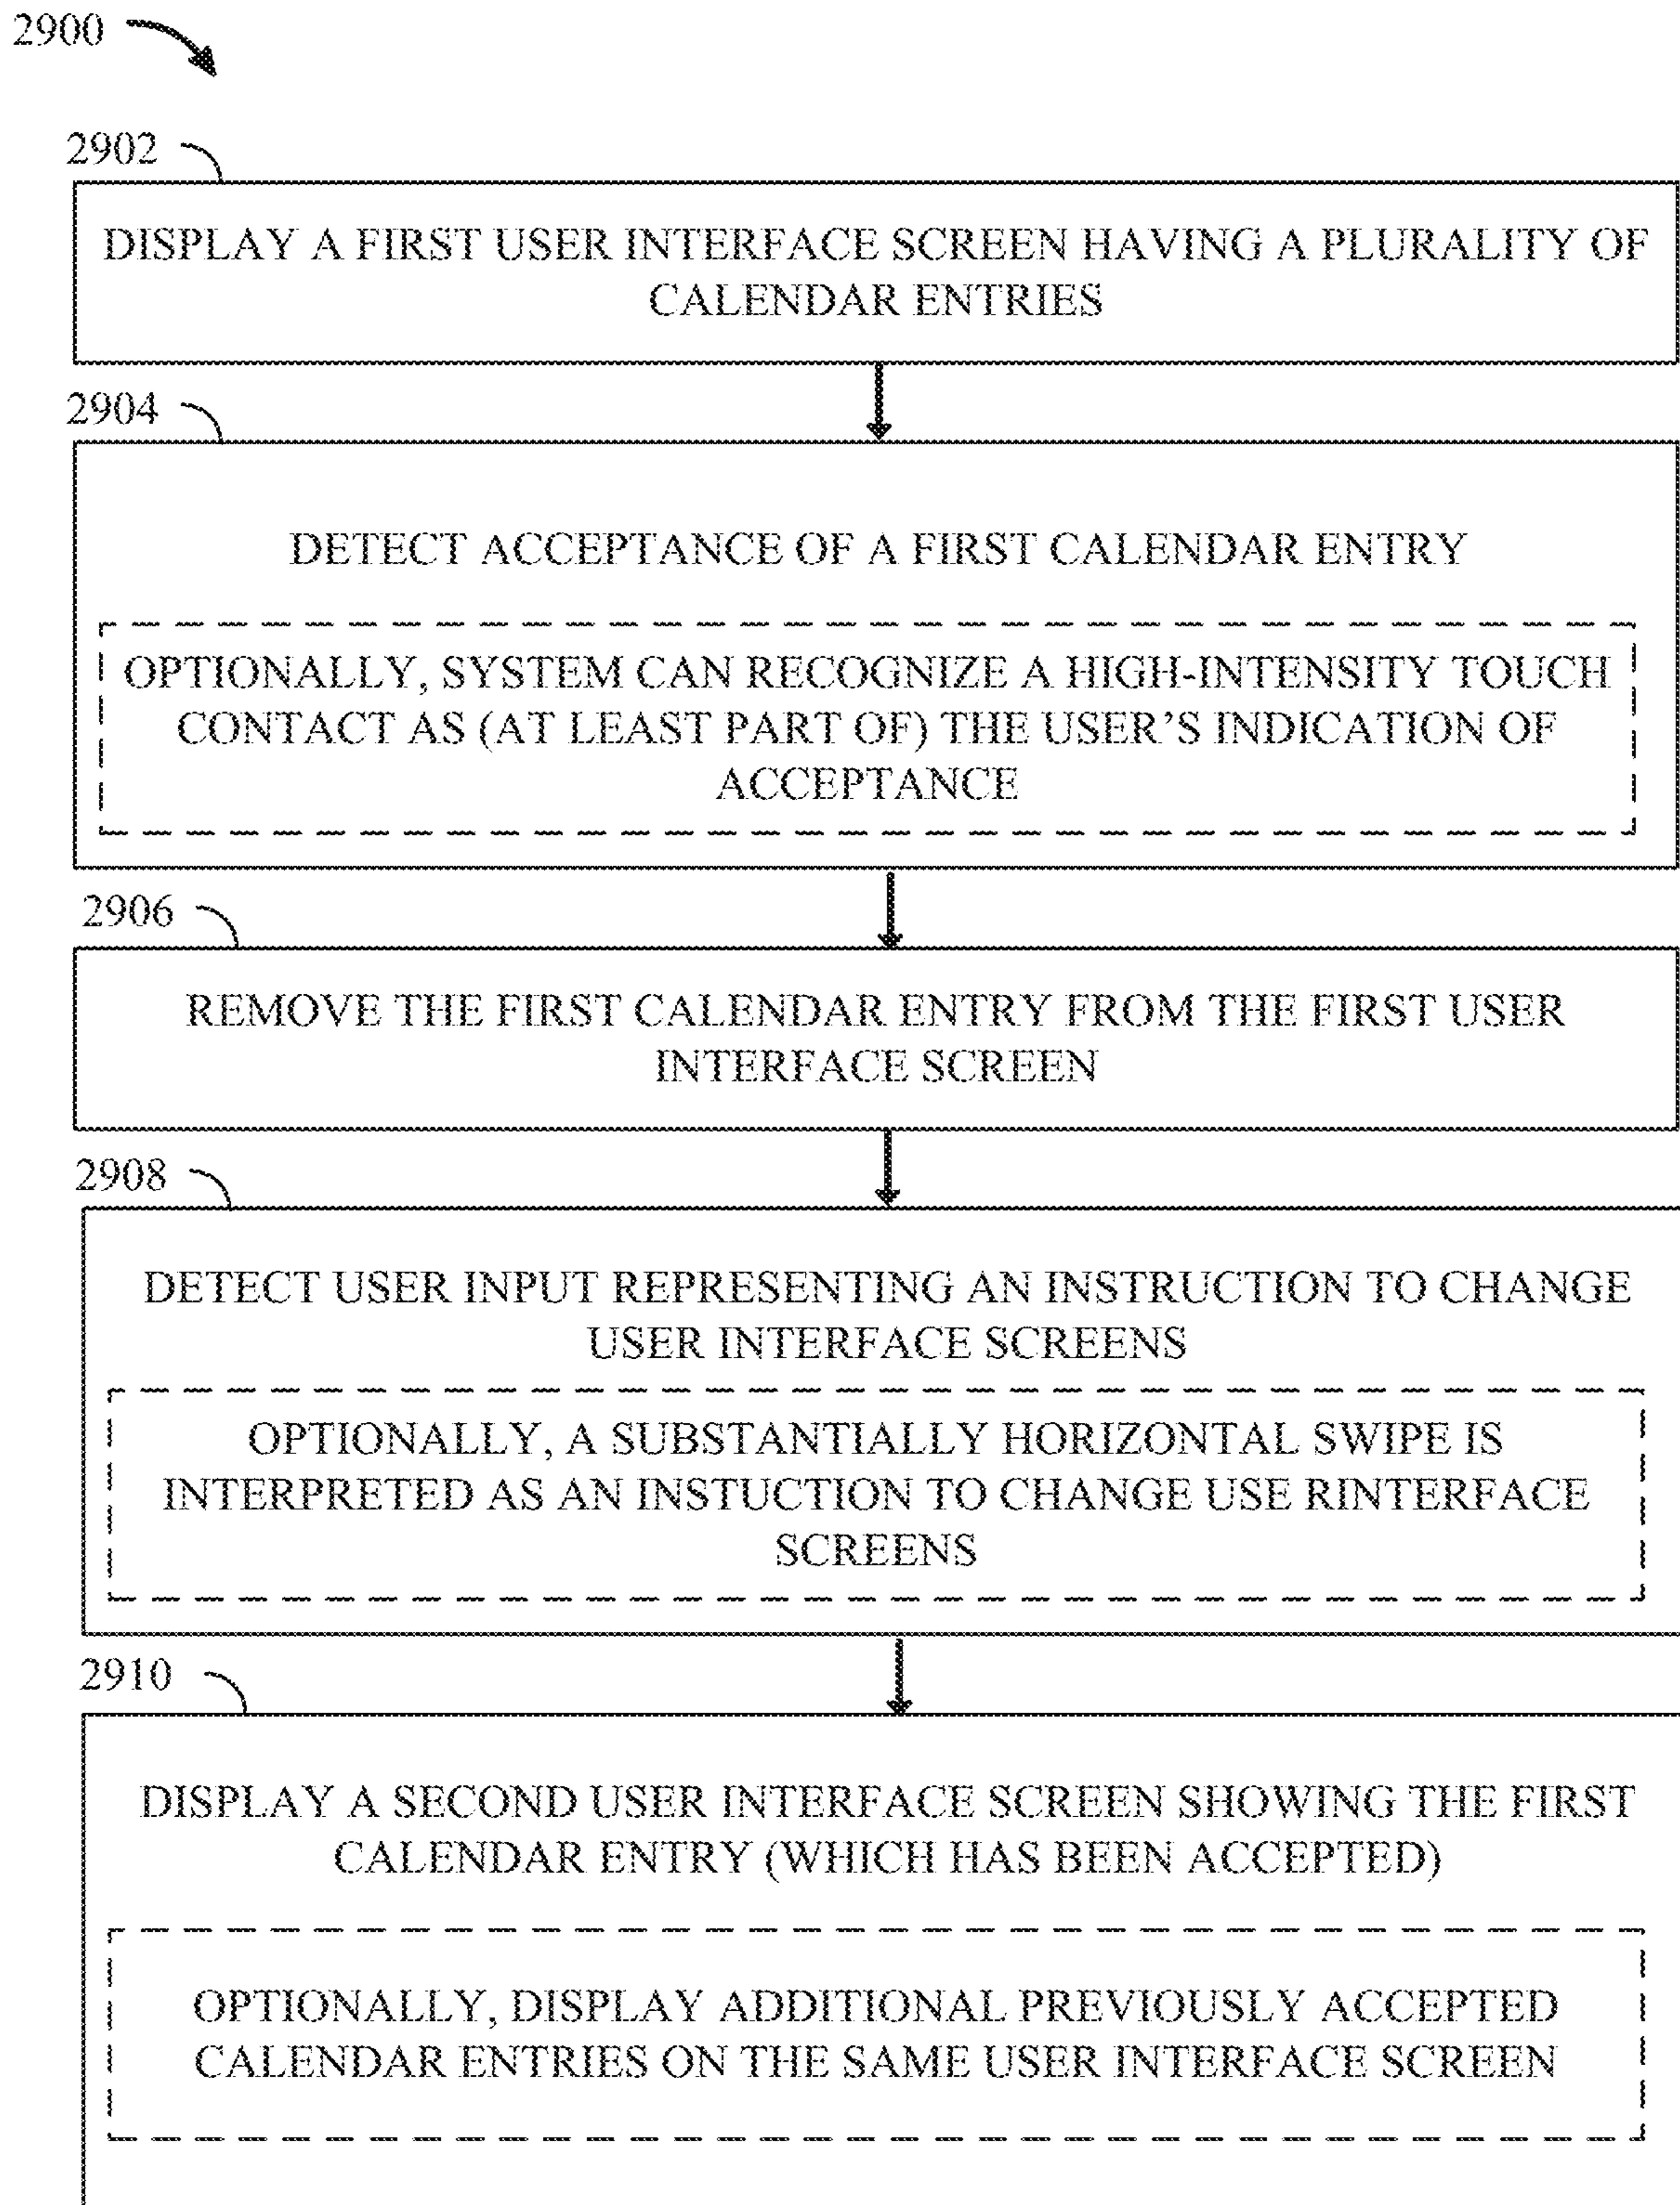 2900
2902
DISPLAY A FIRST USER INTERFACE SCREEN HAVING A PLURALITY OF
CALENDAR ENTRIES
2904
DETECT ACCEPTANCE OF A FIRST CALENDAR ENTRY
OPTIONALLY, SYSTEM CAN RECOGNIZE A HIGH-INTENSITY TOUCH
CONTACT AS (AT LEAST PART OF) THE USER'S INDICATION OF
ACCEPTANCE
2906
REMOVE THE FIRST CALENDAR ENTRY FROM THE FIRST USER
INTERFACE SCREEN
2908
DETECT USER INPUT REPRESENTING AN INSTRUCTION TO CHANGE
USER INTERFACE SCREENS
OPTIONALLY, A SUBSTANTIALLY HORIZONTAL SWIPE IS
INTERPRETED AS AN INSTUCTION TO CHANGE USE RINTERFACE
SCREENS
2910
DISPLAY A SECOND USER INTERFACE SCREEN SHOWING THE FIRST
CALENDAR ENTRY (WHICH HAS BEEN ACCEPTED)
OPTIONALLY, DISPLAY ADDITIONAL PREVIOUSLY ACCEPTED
CALENDAR ENTRIES ON THE SAME USER INTERFACE SCREEN